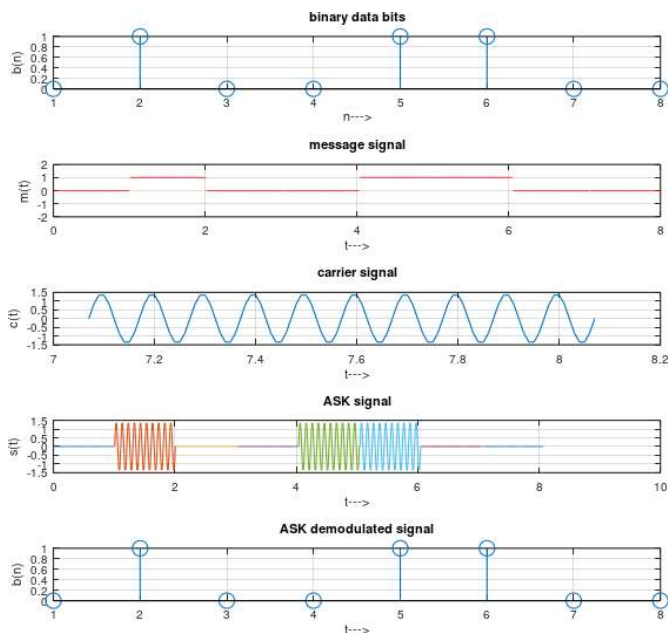 binary data bits
1
0.8
0.6
0.4
0.2
0
b(n)
1 2 3 4 5 6 7 8
n--->
message signal
2
1
0
-1
-2
m(t)
0 2 4 6 8
t--->
carrier signal
1.5
1
0.5
0
-0.5
-1
-1.5
c(t)
7 7.2 7.4 7.6 7.8 8 8.2
t--->
ASK signal
1.5
0.5
-0.5
-1
-1.5
s(t)
0 2 4 6 8 10
t--->
ASK demodulated signal
1
0.8
0.6
0.4
0.2
0
b(n)
1 2 3 4 5 6 7 8
t--->